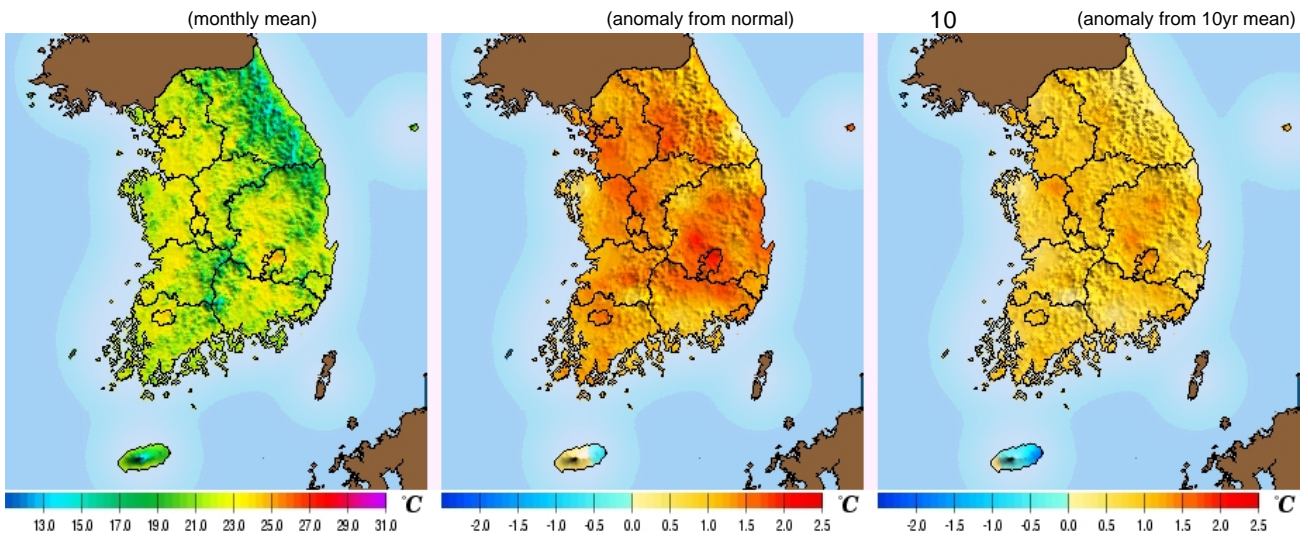 (monthly mean)
(anomaly from normal)
10 (anomaly from 10yr mean)
13.0 15.0 17.0 19.0 21.0 23.0 25.0 27.0 29.0 31.0 °C
-2.0 -1.5 -1.0 -0.5 0.0 0.5 1.0 1.5 2.0 2.5 °C
-2.0 -1.5 -1.0 -0.5 0.0 0.5 1.0 1.5 2.0 2.5 °C